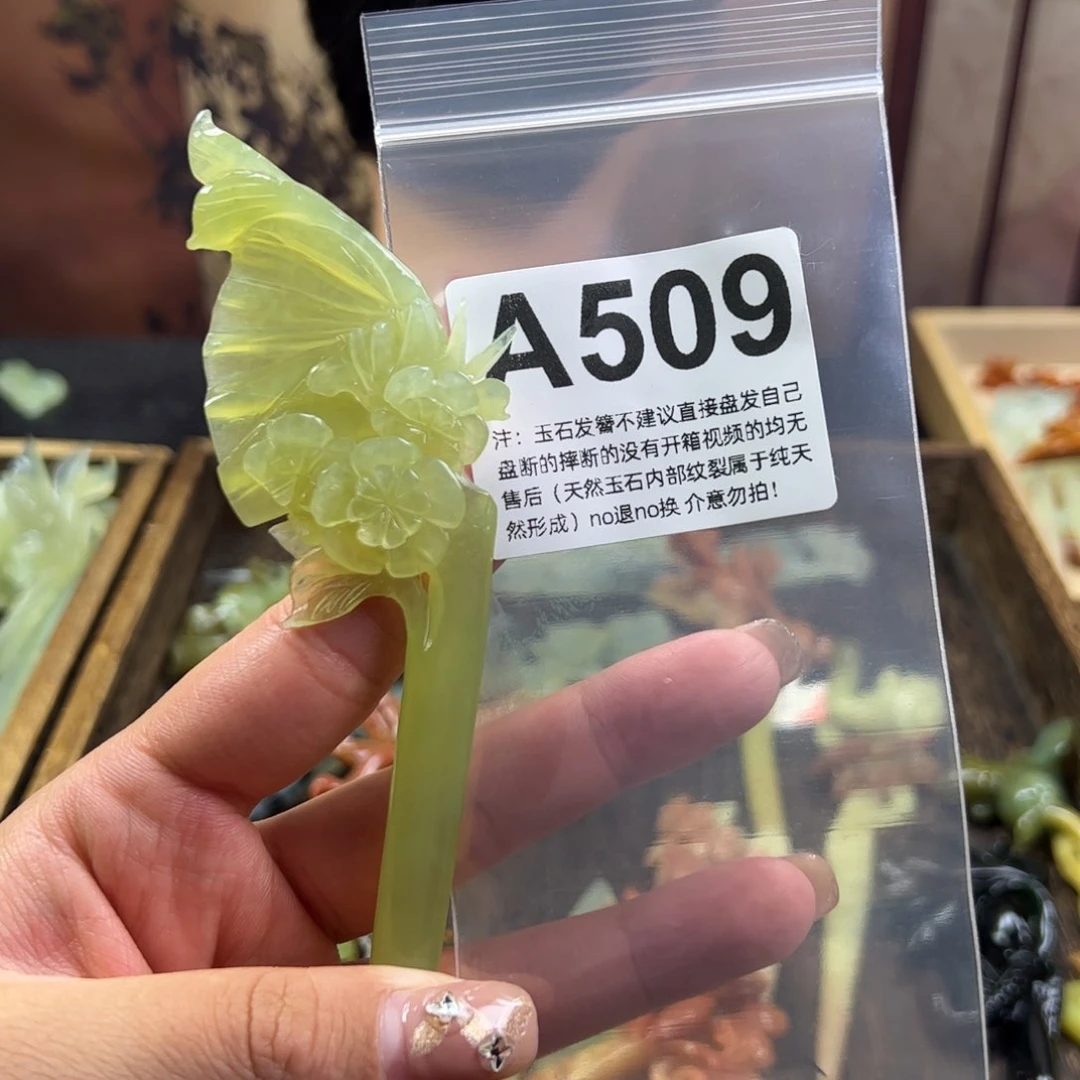 A509
注：玉石发簪不建议直接盘发自己
盘断的摔断的没有开箱视频的均无
售后（天然玉石内部纹裂属于纯天
然形成）no退no换 介意勿拍！